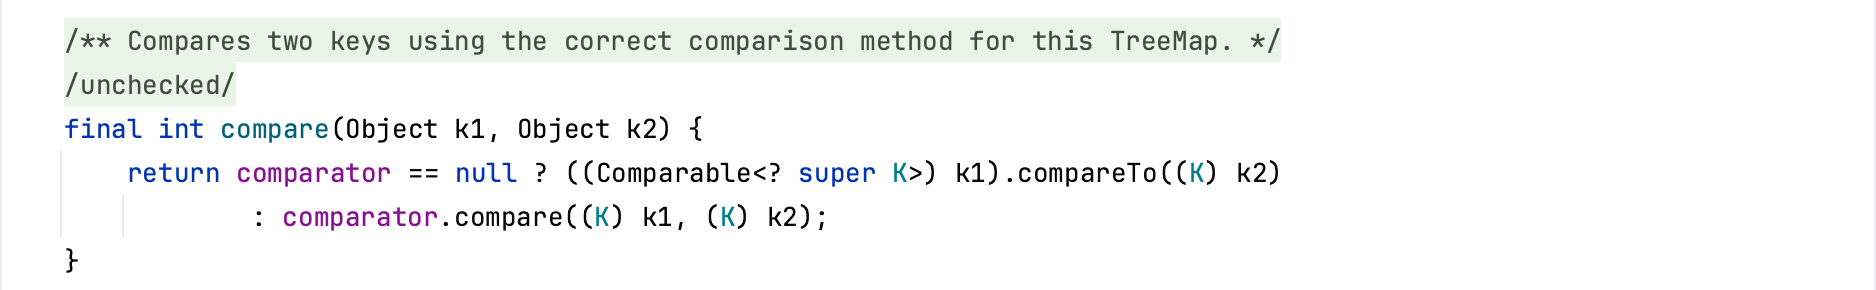 /** Compares two keys using the correct comparison method for this TreeMap. */
/unchecked/
final int compare(Object k1, Object k2) {
    return comparator == null ? ((Comparable<? super K>) k1).compareTo((K) k2)
            : comparator.compare((K) k1, (K) k2);
}